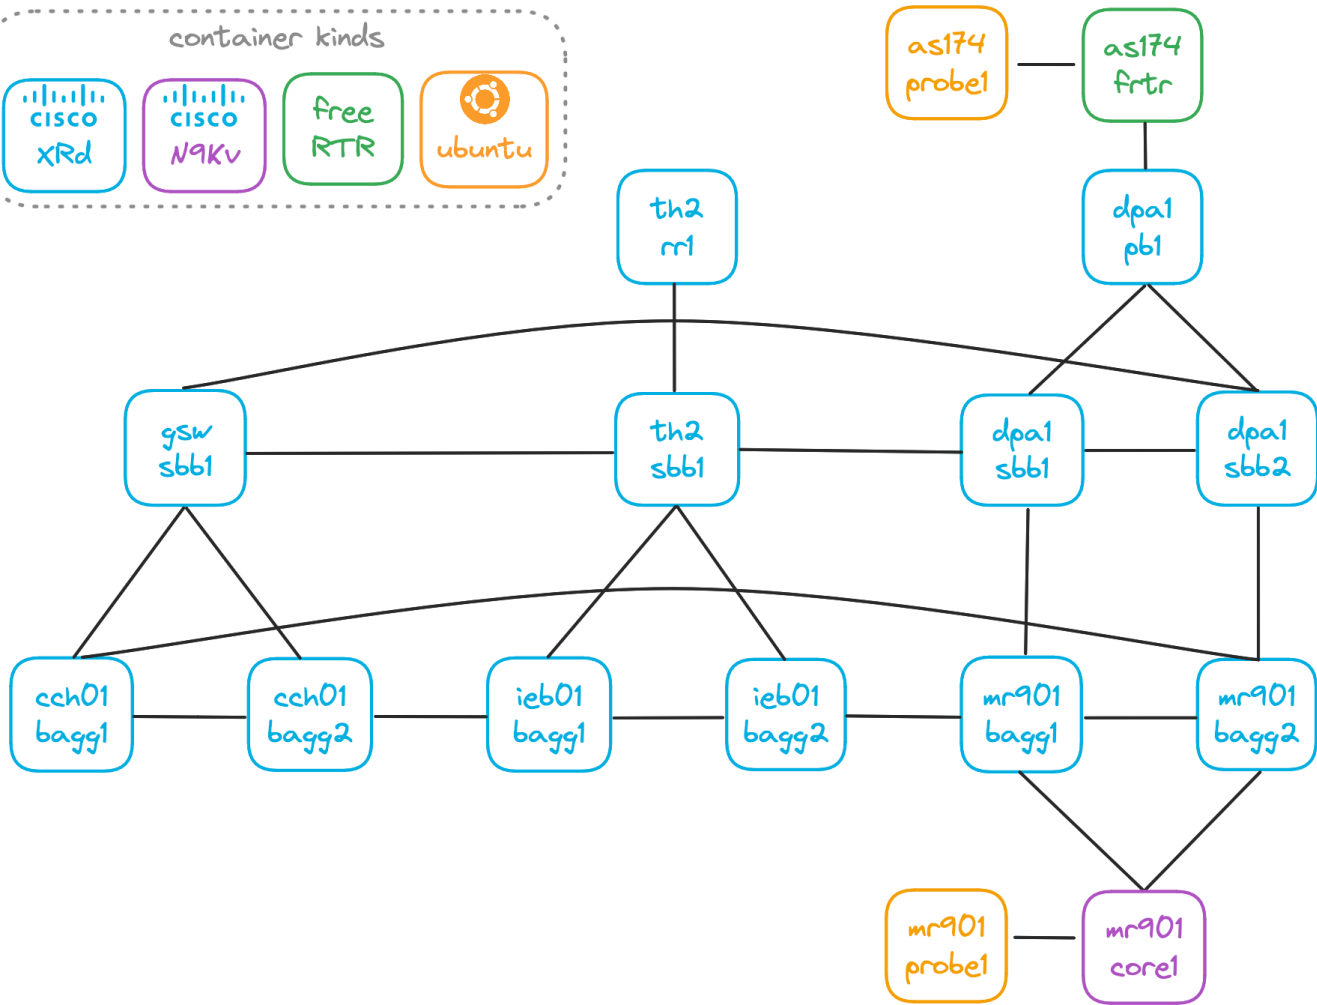 container kinds
CISCO
XRd
CISCO
N9Kv
free
RTR
ubuntu
as174
probe1
as174
frtr
th2
rr1
dpa1
pb1
gsw
sbb1
th2
sbb1
dpa1
sbb1
dpa1
sbb2
cch01
bagg1
cch01
bagg2
ieb01
bagg1
ieb01
bagg2
mr901
bagg1
mr901
bagg2
mr901
probe1
mr901
core1